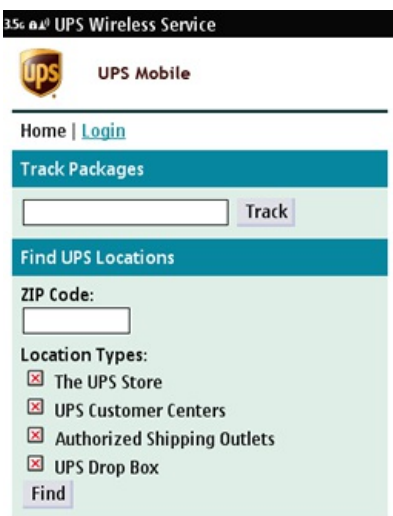 3.5G UPS Wireless Service
ups UPS Mobile
Home | Login
Track Packages
Track
Find UPS Locations
ZIP Code:
Location Types:
The UPS Store
UPS Customer Centers
Authorized Shipping Outlets
UPS Drop Box
Find